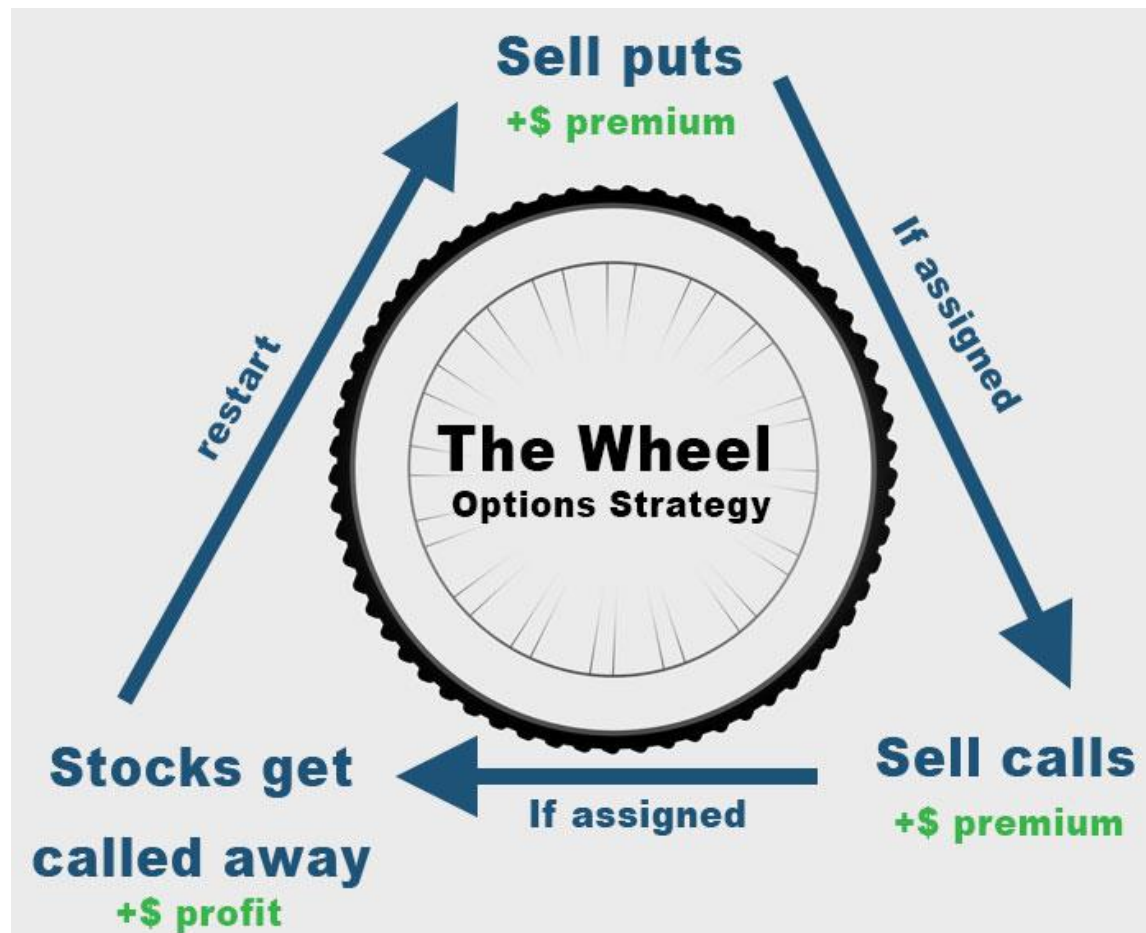 Sell puts
+$ premium
If assigned
restart
The Wheel
Options Strategy
Sell calls
+$ premium
If assigned
Stocks get
called away
+$ profit